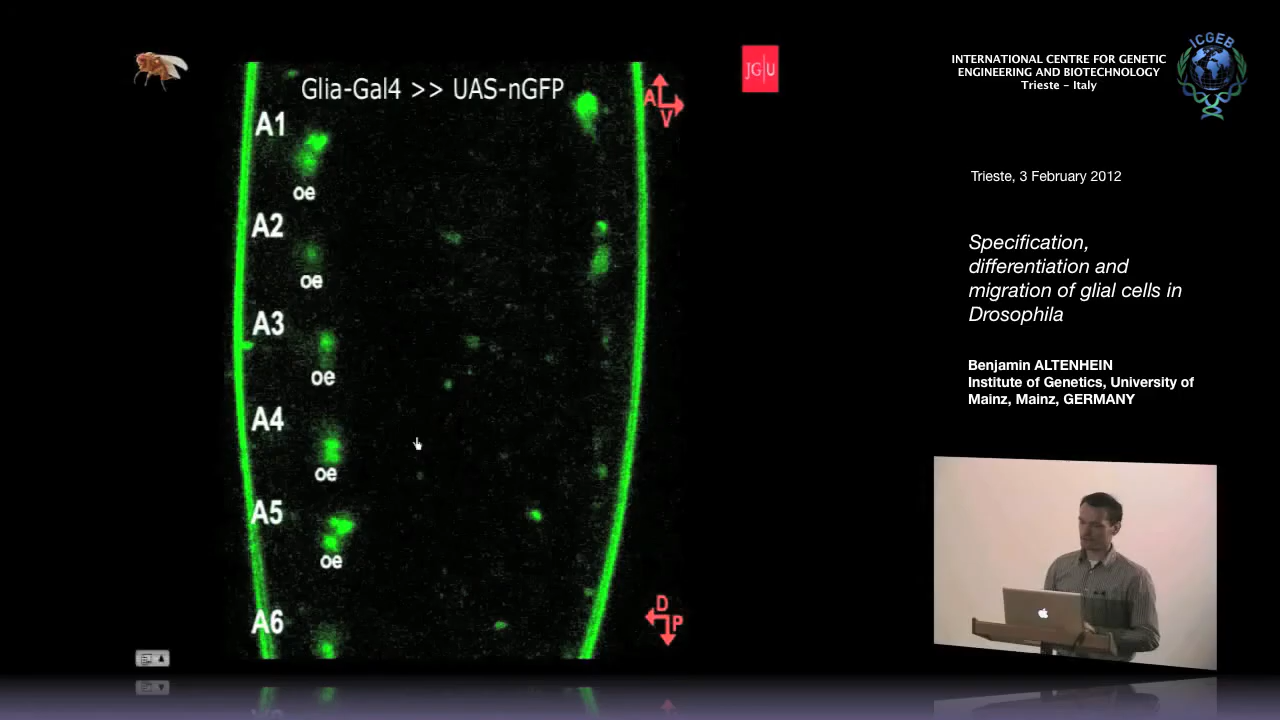 Glia-Gal4 >> UAS-nGFP
A1
oe
A2
oe
A3
oe
A4
oe
A5
oe
A6
A
V
D
P
JG|U
INTERNATIONAL CENTRE FOR GENETIC
ENGINEERING AND BIOTECHNOLOGY
Trieste - Italy
ICGEB
Trieste, 3 February 2012
Specification,
differentiation and
migration of glial cells in
Drosophila
Benjamin ALTENHEIN
Institute of Genetics, University of
Mainz, Mainz, GERMANY